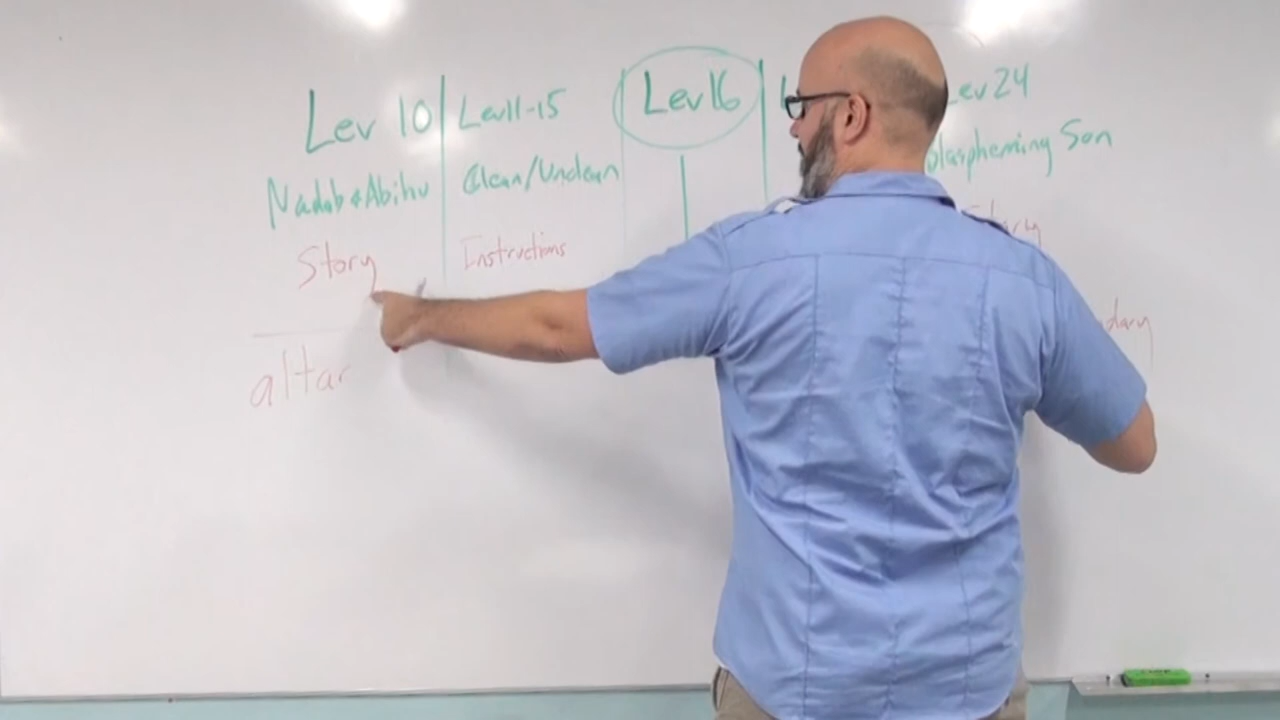 Lev 10
Lev 11-15
Lev 16
Lev 24
Nadab & Abihu
Clean/Unclean
Blaspheming Son
Story
Instructions
altar